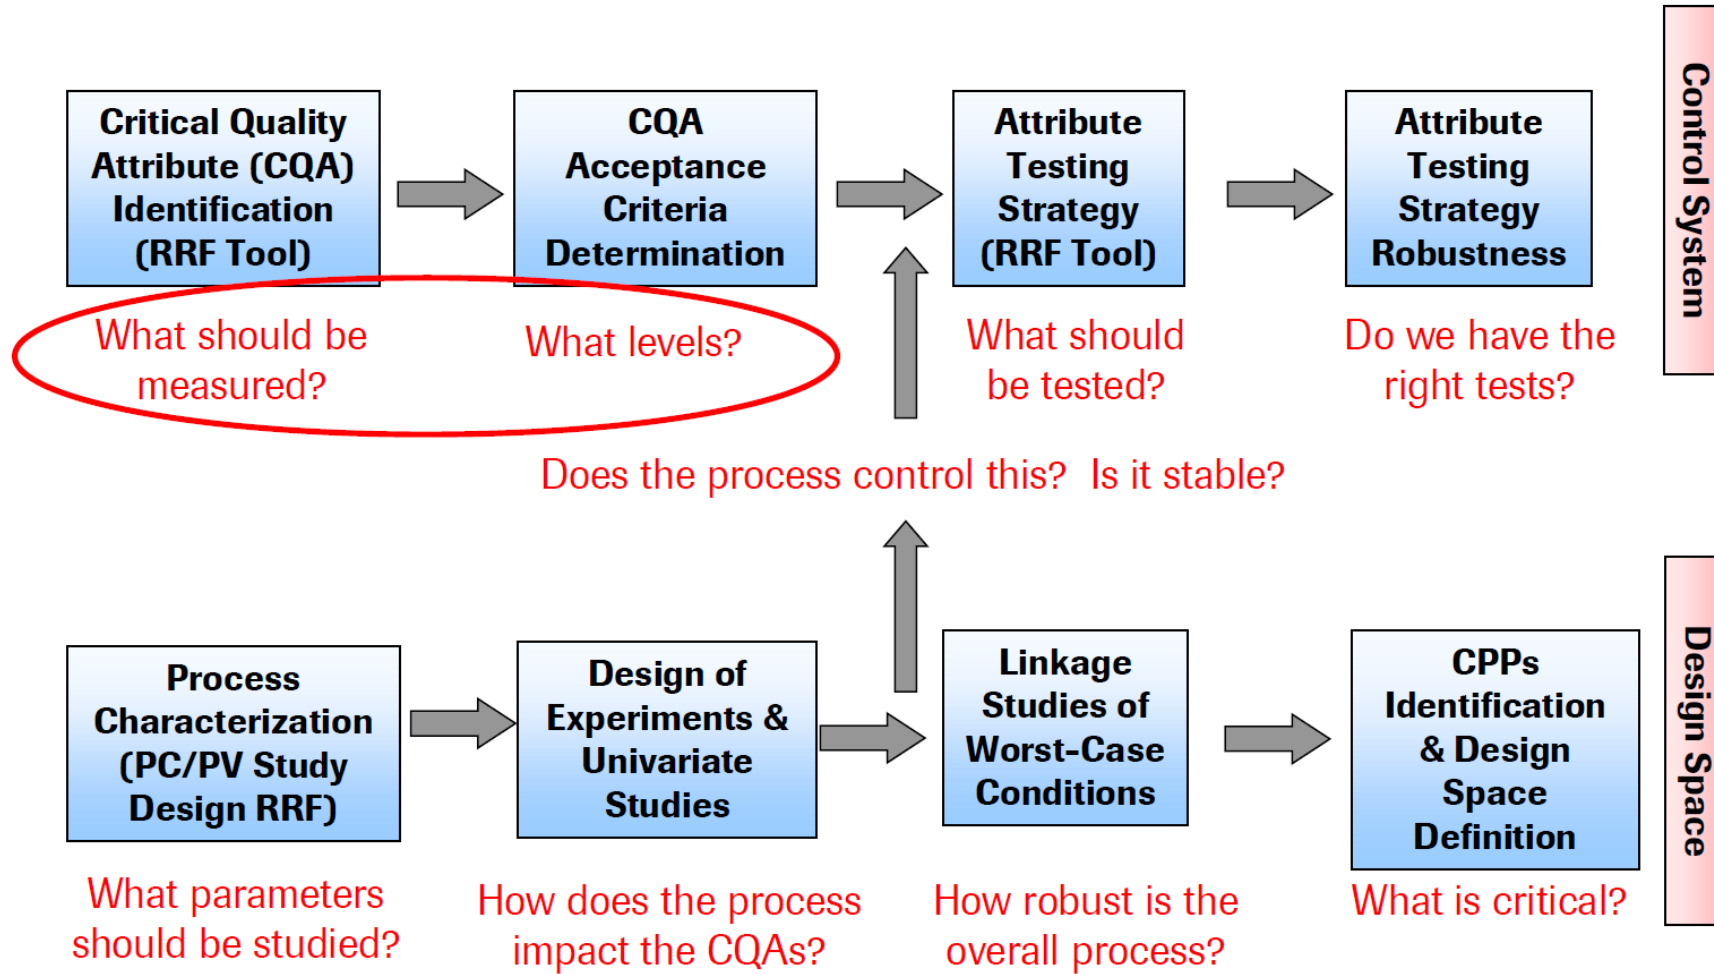 Critical Quality
Attribute (CQA)
Identification
(RRF Tool)
CQA
Acceptance
Criteria
Determination
Attribute
Testing
Strategy
(RRF Tool)
Attribute
Testing
Strategy
Robustness
Control System
What should be
measured?
What levels?
What should
be tested?
Do we have the
right tests?
Does the process control this?  Is it stable?
Process
Characterization
(PC/PV Study
Design RRF)
Design of
Experiments &
Univariate
Studies
Linkage
Studies of
Worst-Case
Conditions
CPPs
Identification
& Design
Space
Definition
Design Space
What parameters
should be studied?
How does the process
impact the CQAs?
How robust is the
overall process?
What is critical?